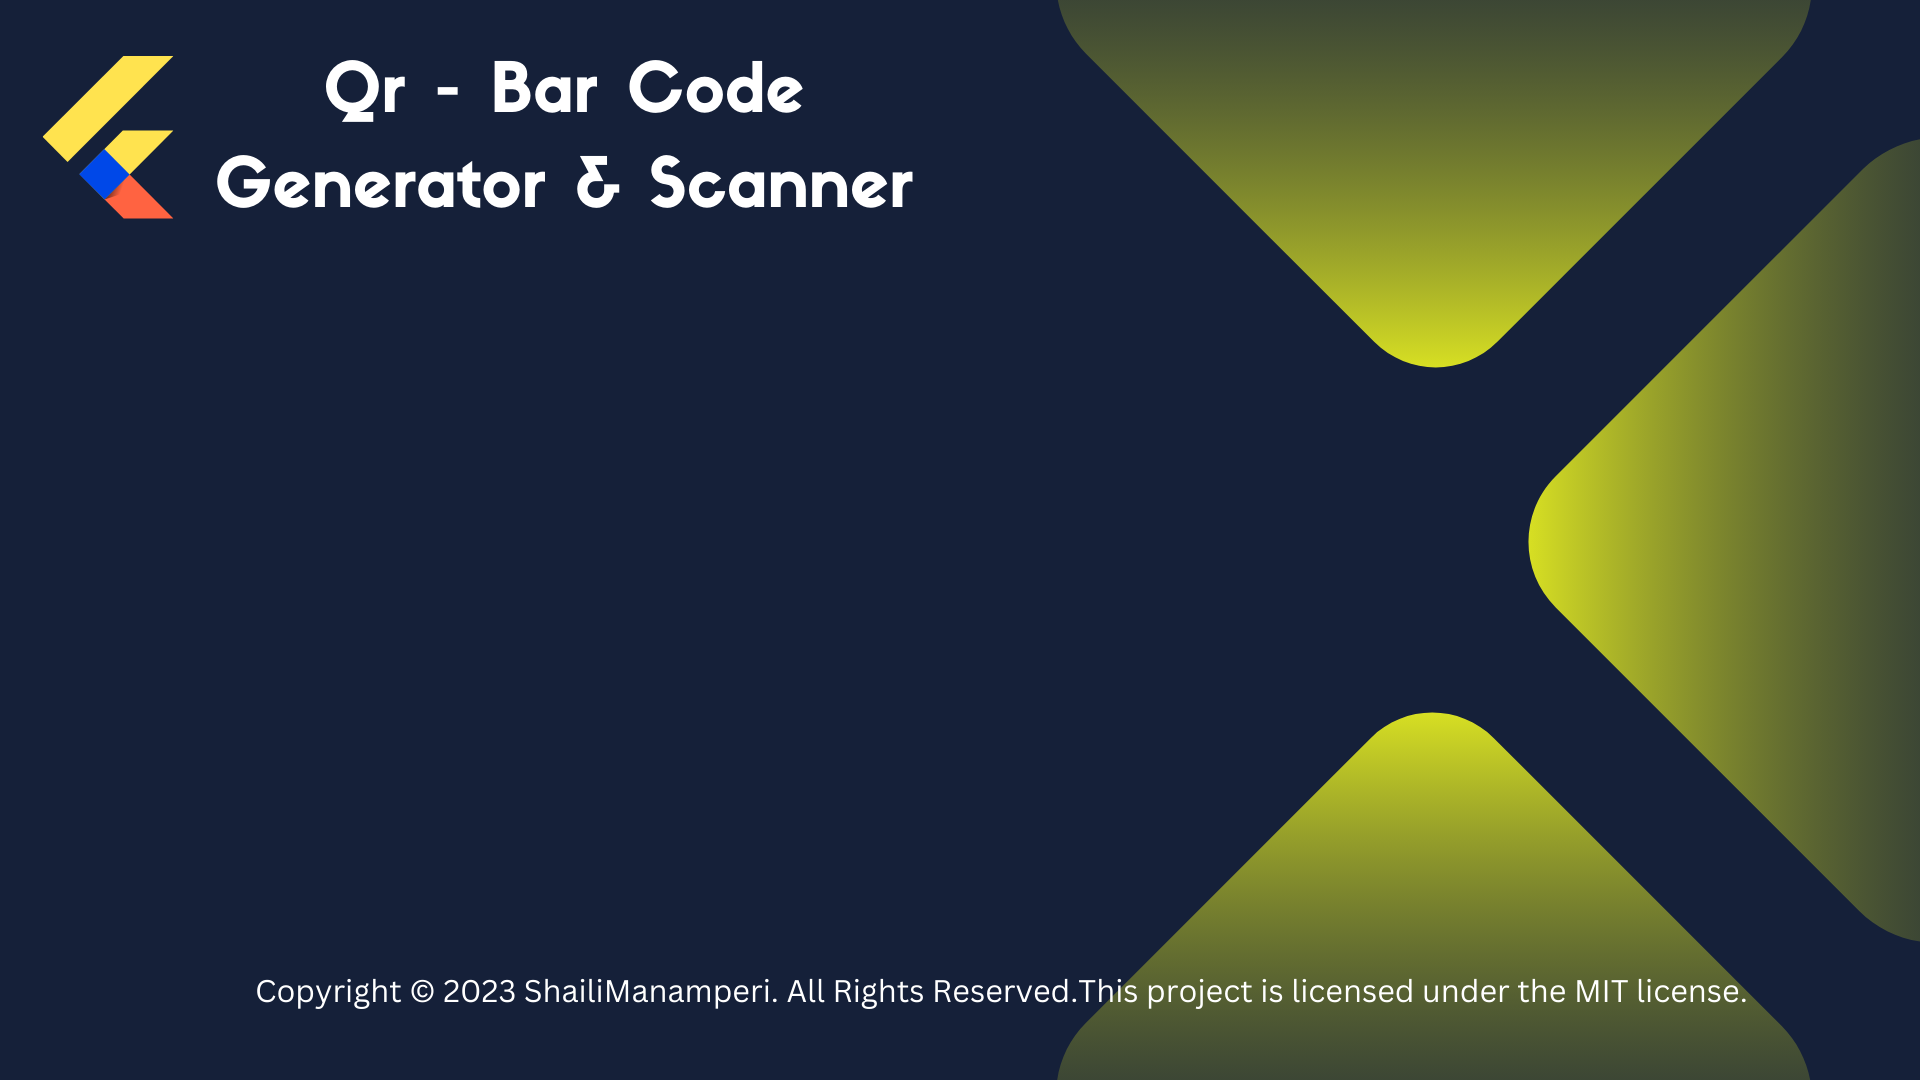 Qr - Bar Code
Generator & Scanner
Copyright © 2023 ShailiManamperi. All Rights Reserved.This project is licensed under the MIT license.